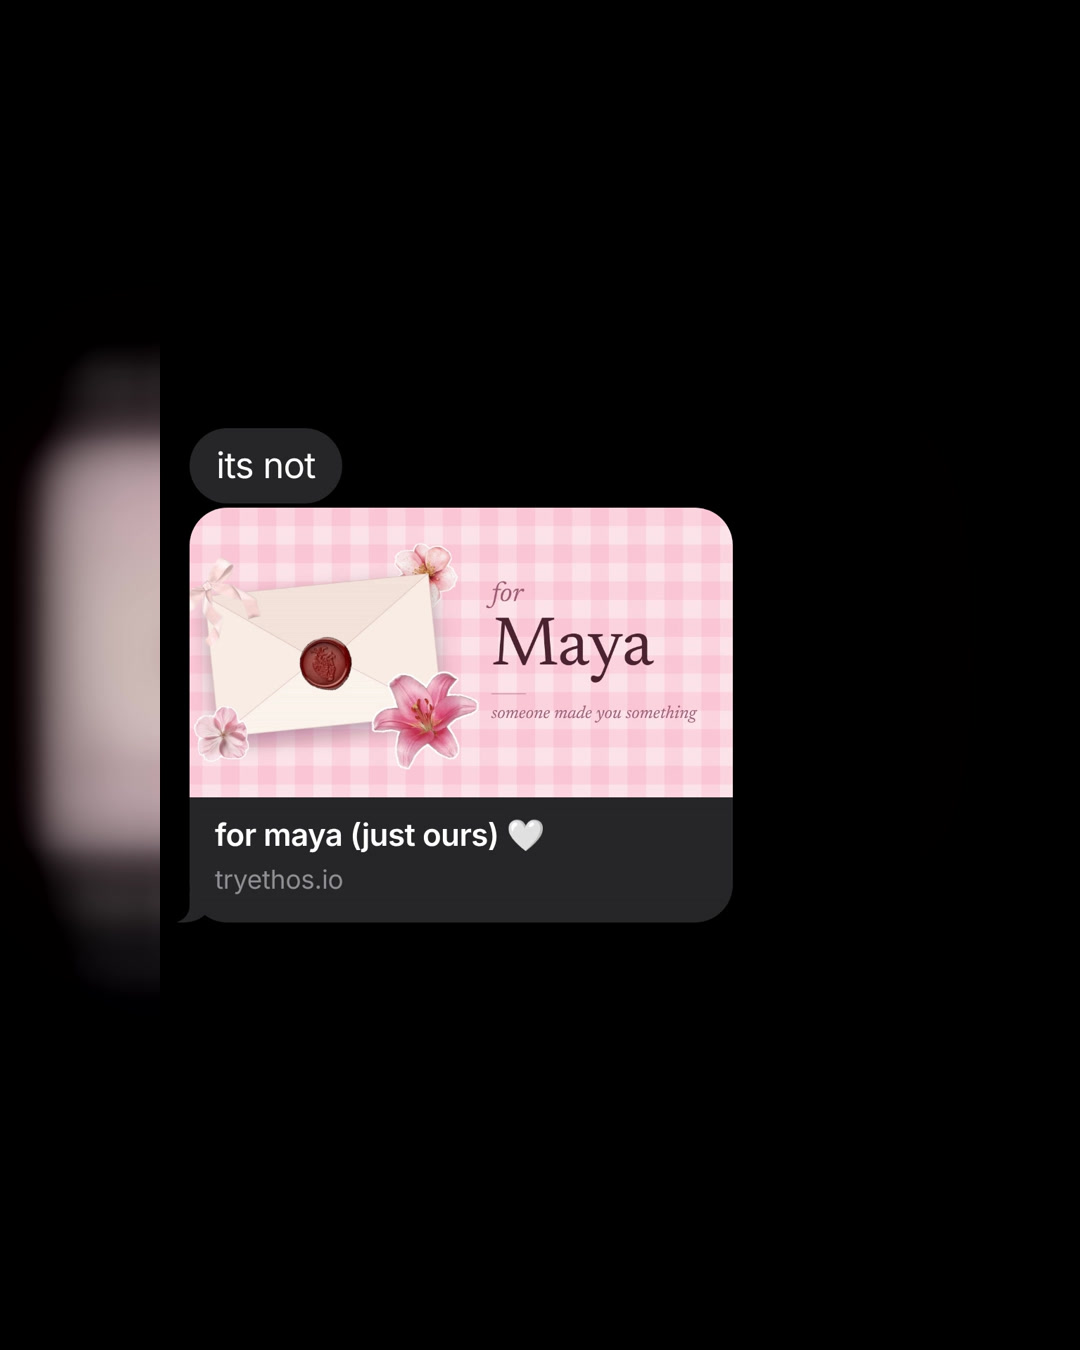 its not
for
Maya
someone made you something
for maya (just ours) 🤍
tryethos.io